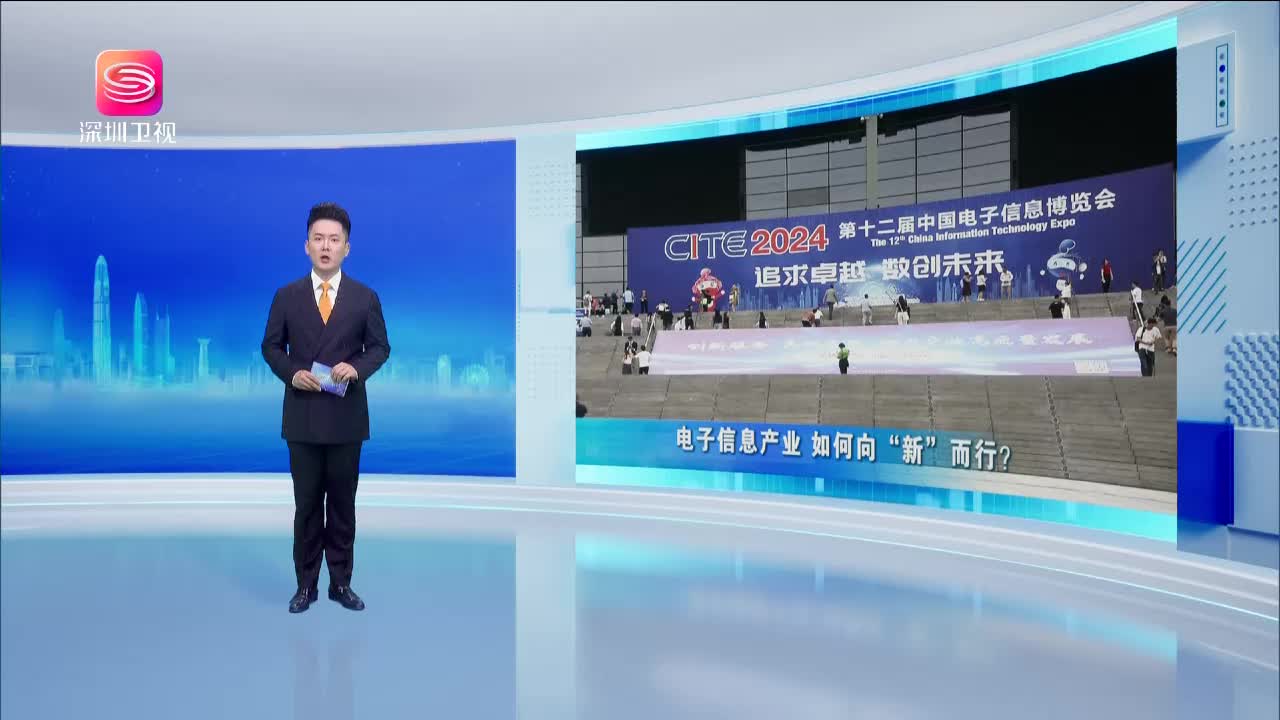 深圳卫视
CITE 2024 第十二届中国电子信息博览会
The 12th China Information Technology Expo
追求卓越 数创未来
电子信息产业 如何向“新”而行?